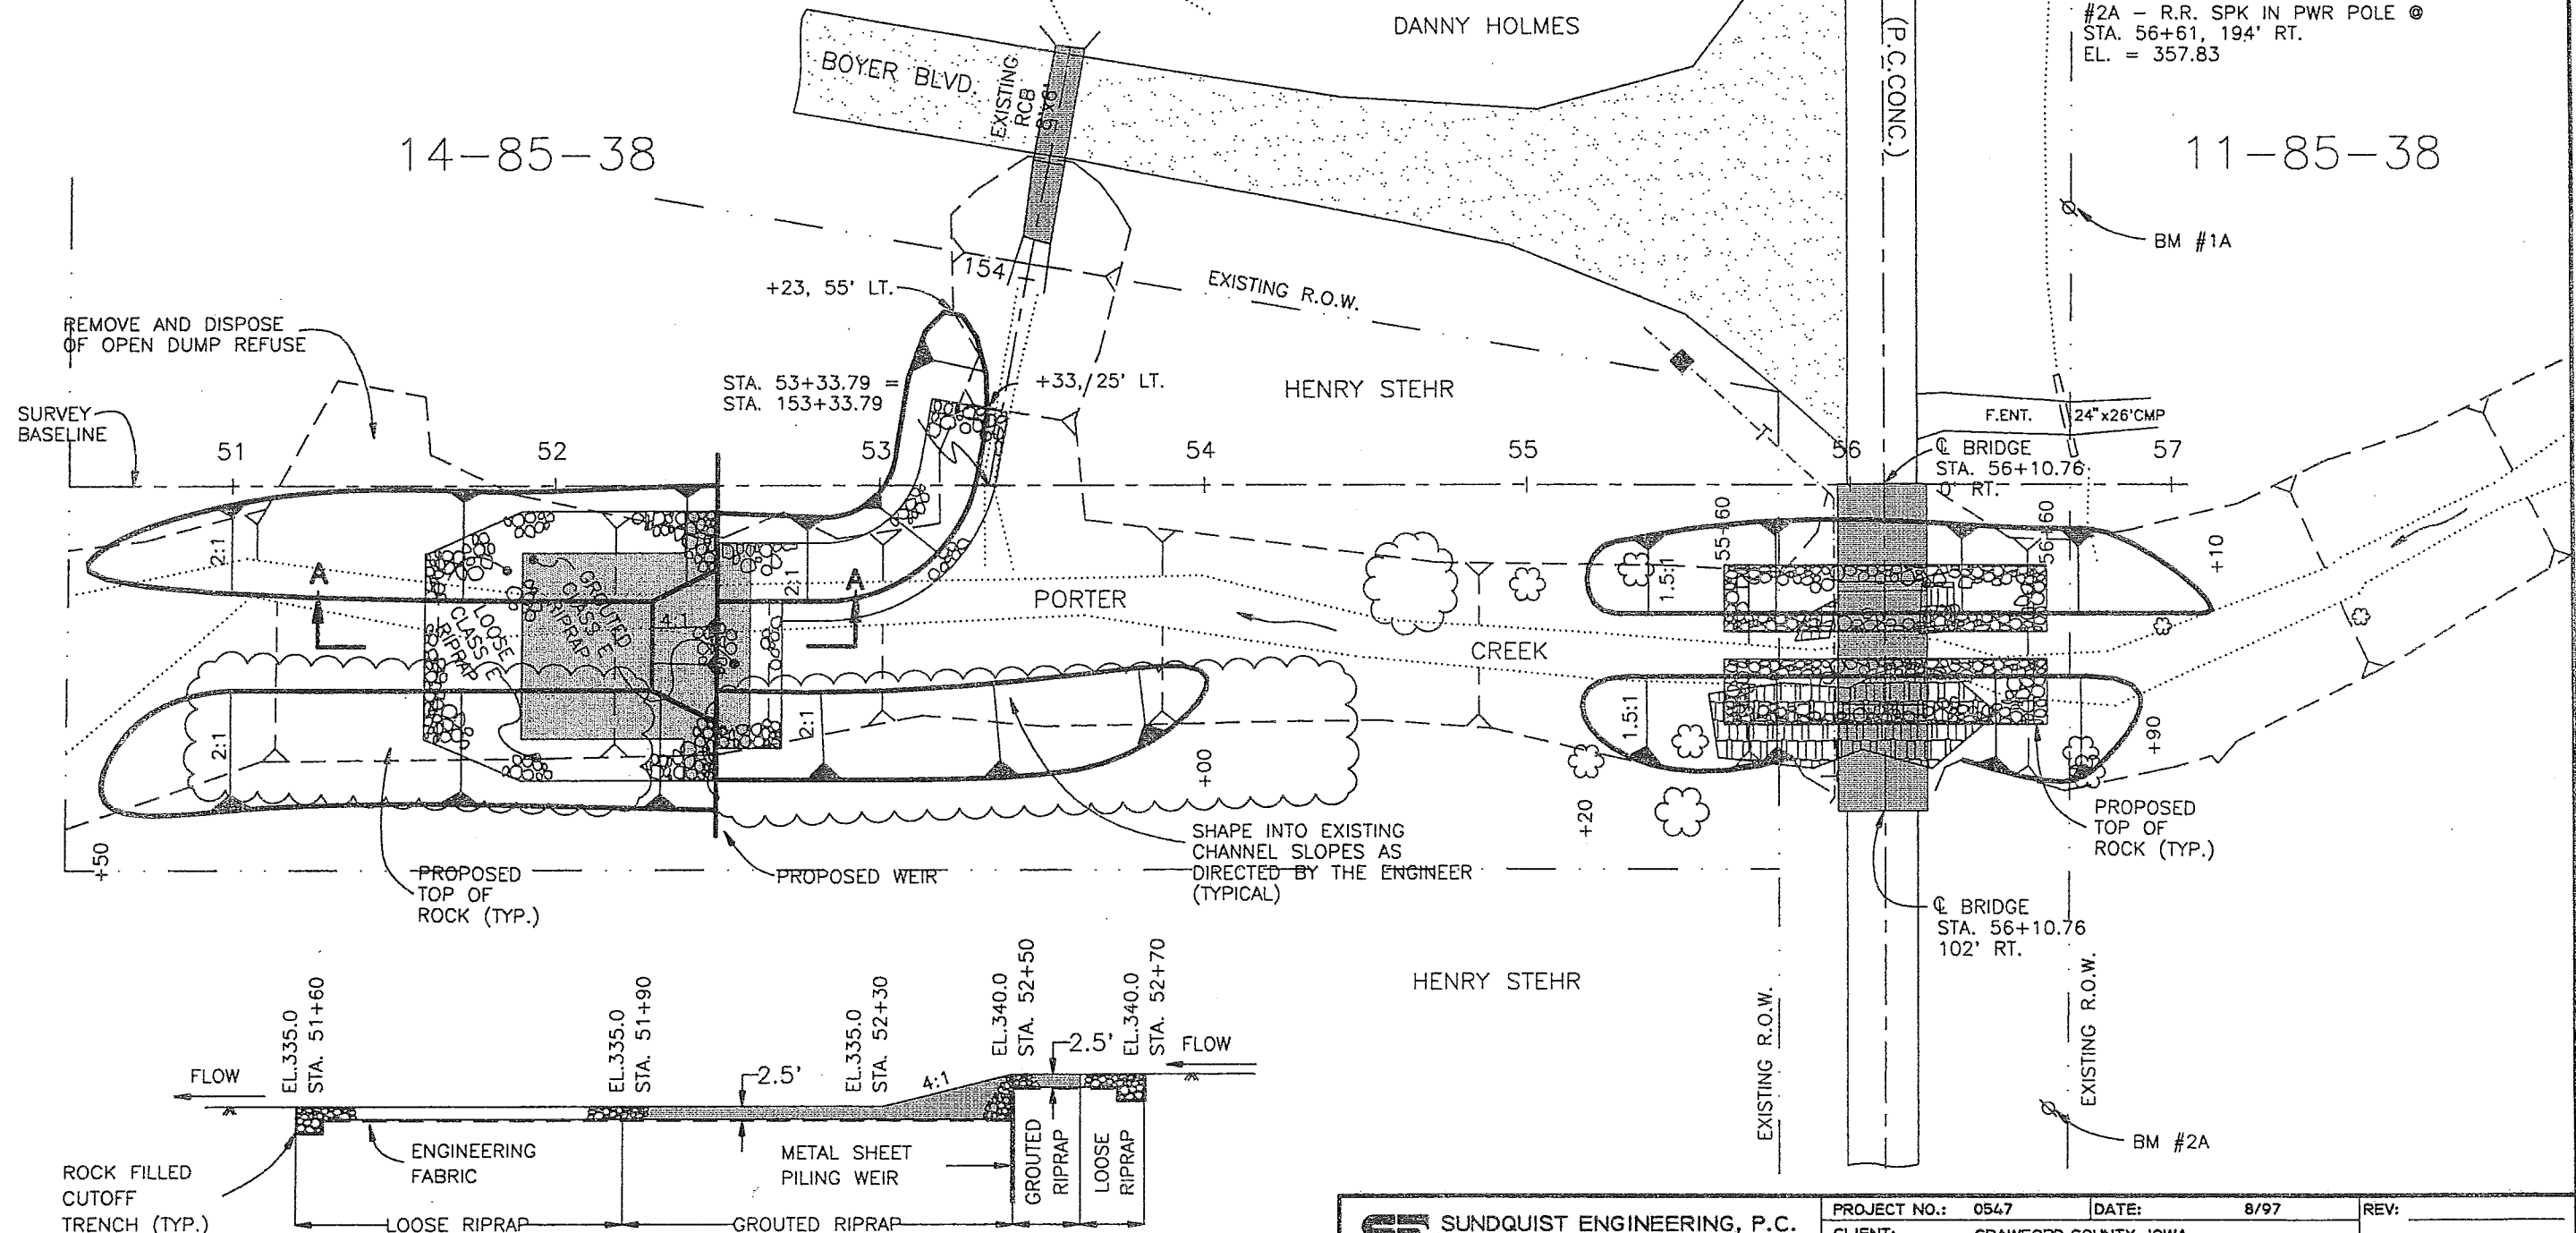 DANNY HOLMES
(P.C.CONC.)
#2A - R.R. SPK IN PWR POLE @
STA. 56+61, 194' RT.
EL. = 357.83
BOYER BLVD.
EXISTING
RCB
14-85-38
11-85-38
BM #1A
154
+23, 55' LT.
EXISTING R.O.W.
REMOVE AND DISPOSE
OF OPEN DUMP REFUSE
STA. 53+33.79 =
STA. 153+33.79
+33, 25' LT.
HENRY STEHR
SURVEY
BASELINE
F.ENT.
24"x26'CMP
51
52
53
54
55
56
57
℄ BRIDGE
STA. 56+10.76
0' RT.
2:1
A
GROUTED
CLASS E
RIPRAP
LOOSE
CLASS E
RIPRAP
4:1
2:1
A
PORTER
CREEK
1.5:1
55+60
56+60
+10
2:1
2:1
1.5:1
+90
+00
+20
+50
PROPOSED
TOP OF
ROCK (TYP.)
PROPOSED WEIR
SHAPE INTO EXISTING
CHANNEL SLOPES AS
DIRECTED BY THE ENGINEER
(TYPICAL)
PROPOSED
TOP OF
ROCK (TYP.)
℄ BRIDGE
STA. 56+10.76
102' RT.
HENRY STEHR
EXISTING R.O.W.
EXISTING R.O.W.
BM #2A
EL.335.0
STA. 51+60
EL.335.0
STA. 51+90
EL.335.0
STA. 52+30
EL.340.0
STA. 52+50
EL.340.0
STA. 52+70
FLOW
2.5'
4:1
2.5'
FLOW
ROCK FILLED
CUTOFF
TRENCH (TYP.)
ENGINEERING
FABRIC
METAL SHEET
PILING WEIR
GROUTED
RIPRAP
LOOSE
RIPRAP
LOOSE RIPRAP
GROUTED RIPRAP
SUNDQUIST ENGINEERING, P.C.
PROJECT NO.: 0547
DATE: 8/97
REV:
CLIENT: CRAWFORD COUNTY, IOWA